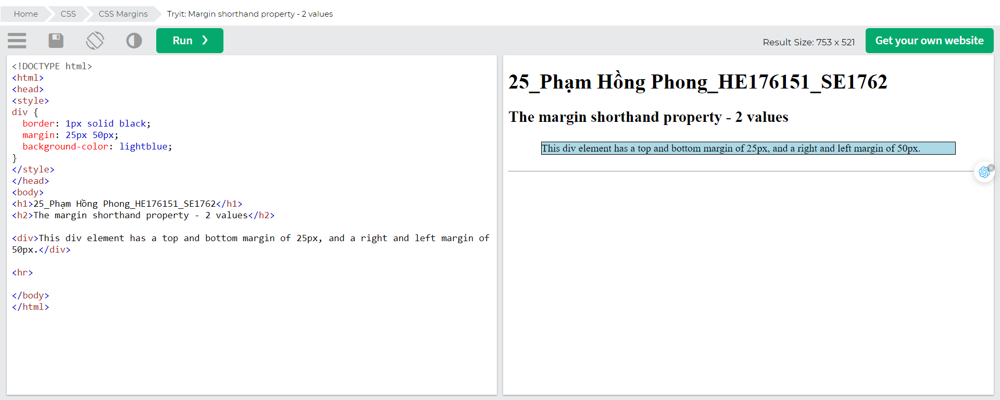 Home CSS CSS Margins Tryit: Margin shorthand property - 2 values
Run ❯ Result Size: 753 x 521 Get your own website
<!DOCTYPE html>
<html>
<head>
<style>
div {
  border: 1px solid black;
  margin: 25px 50px;
  background-color: lightblue;
}
</style>
</head>
<body>
<h1>25_Phạm Hồng Phong_HE176151_SE1762</h1>
<h2>The margin shorthand property - 2 values</h2>

<div>This div element has a top and bottom margin of 25px, and a right and left margin of
50px.</div>

<hr>

</body>
</html>
25_Phạm Hồng Phong_HE176151_SE1762
The margin shorthand property - 2 values
This div element has a top and bottom margin of 25px, and a right and left margin of 50px.